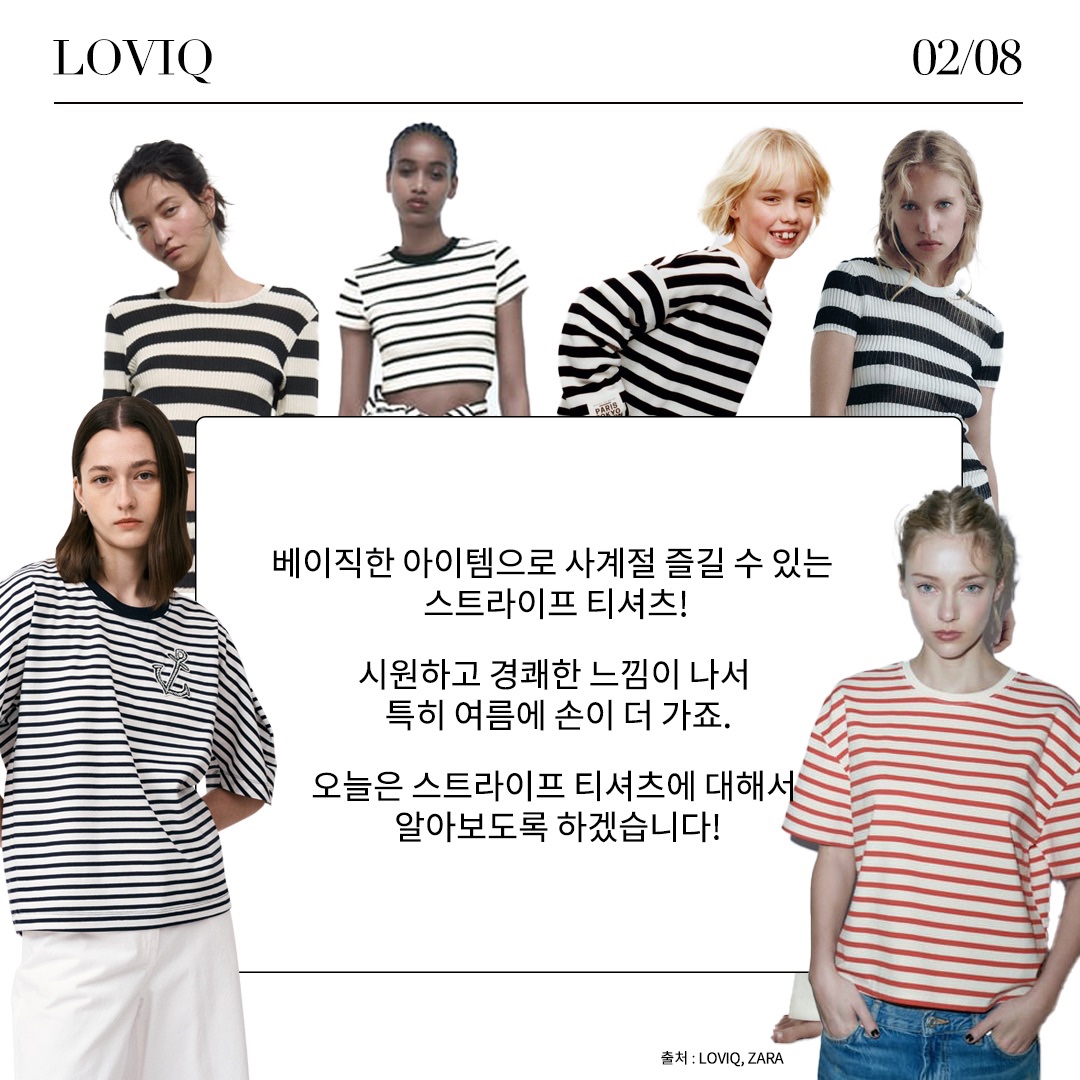 LOVIQ
02/08
PARIS
베이직한 아이템으로 사계절 즐길 수 있는
스트라이프 티셔츠!
시원하고 경쾌한 느낌이 나서
특히 여름에 손이 더 가죠.
오늘은 스트라이프 티셔츠에 대해서
알아보도록 하겠습니다!
출처 : LOVIQ, ZARA